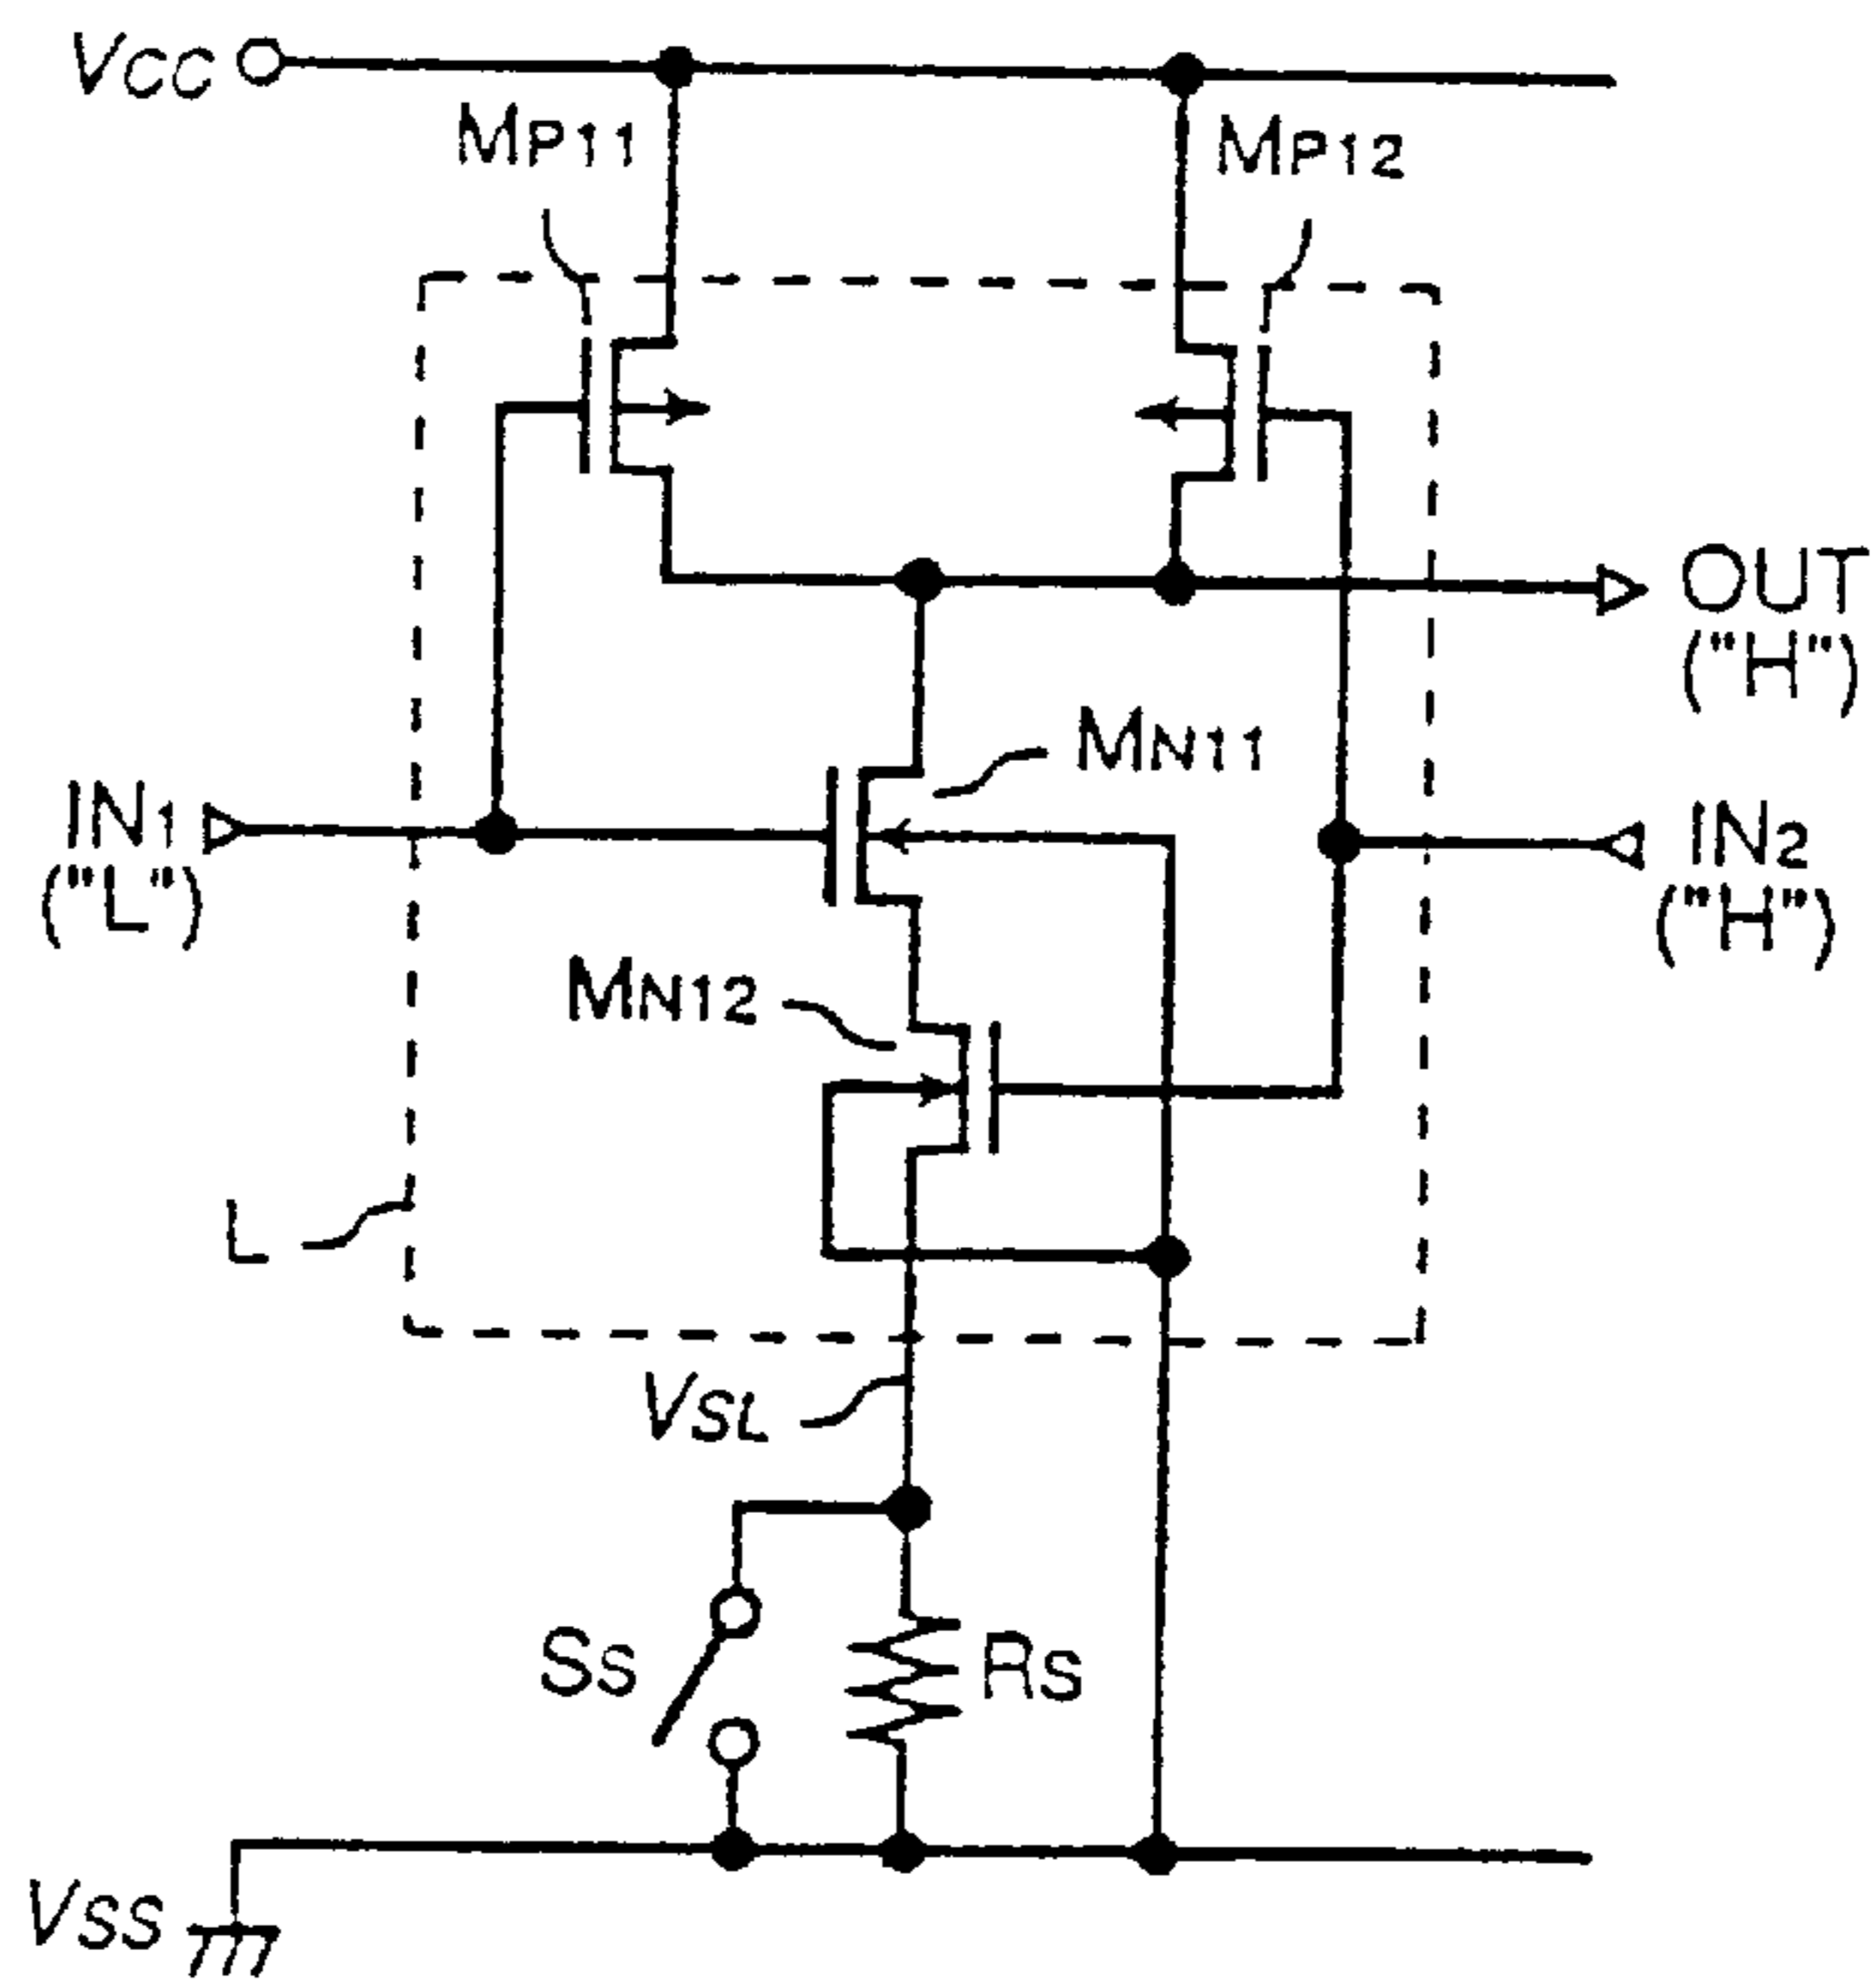 VCC
MP11
MP12
OUT
("H")
MN11
IN1
("L")
IN2
("H")
MN12
L
VSL
SS
RS
VSS